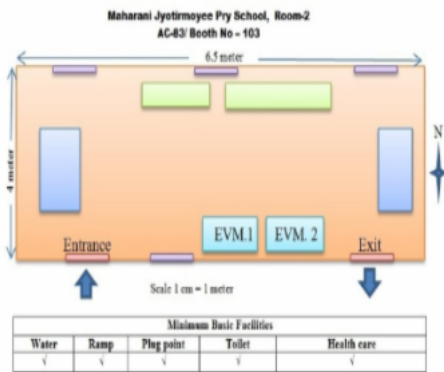 Maharani Jyotirmoyee Pry School, Room-2
AC-83/ Booth No - 103
6.5 meter
4 meter
N
EVM.1 EVM. 2
Entrance Exit
Scale 1 cm = 1 meter
Minimum Basic Facilities
Water Ramp Plug point Toilet Health care
√ √ √ √ √